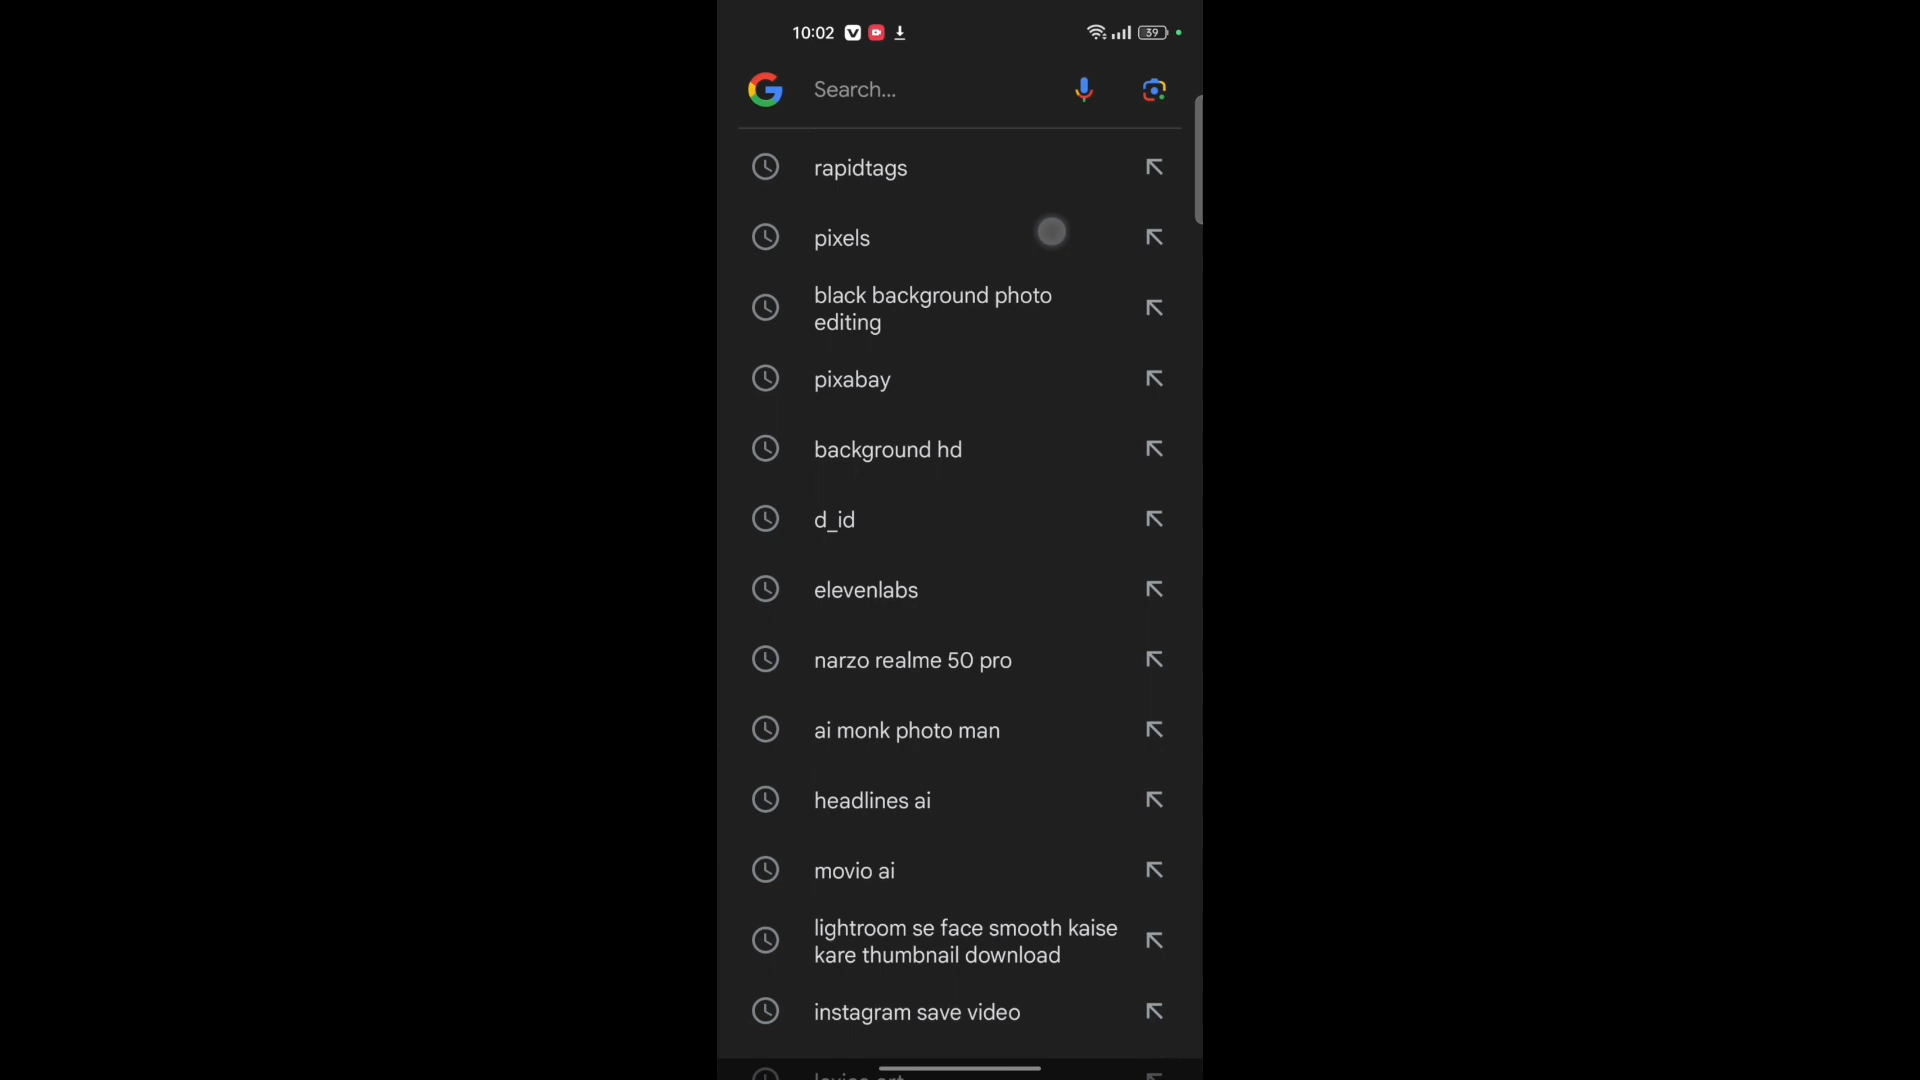 10:02
39
Search...
rapidtags
pixels
black background photo
editing
pixabay
background hd
d_id
elevenlabs
narzo realme 50 pro
ai monk photo man
headlines ai
movio ai
lightroom se face smooth kaise
kare thumbnail download
instagram save video